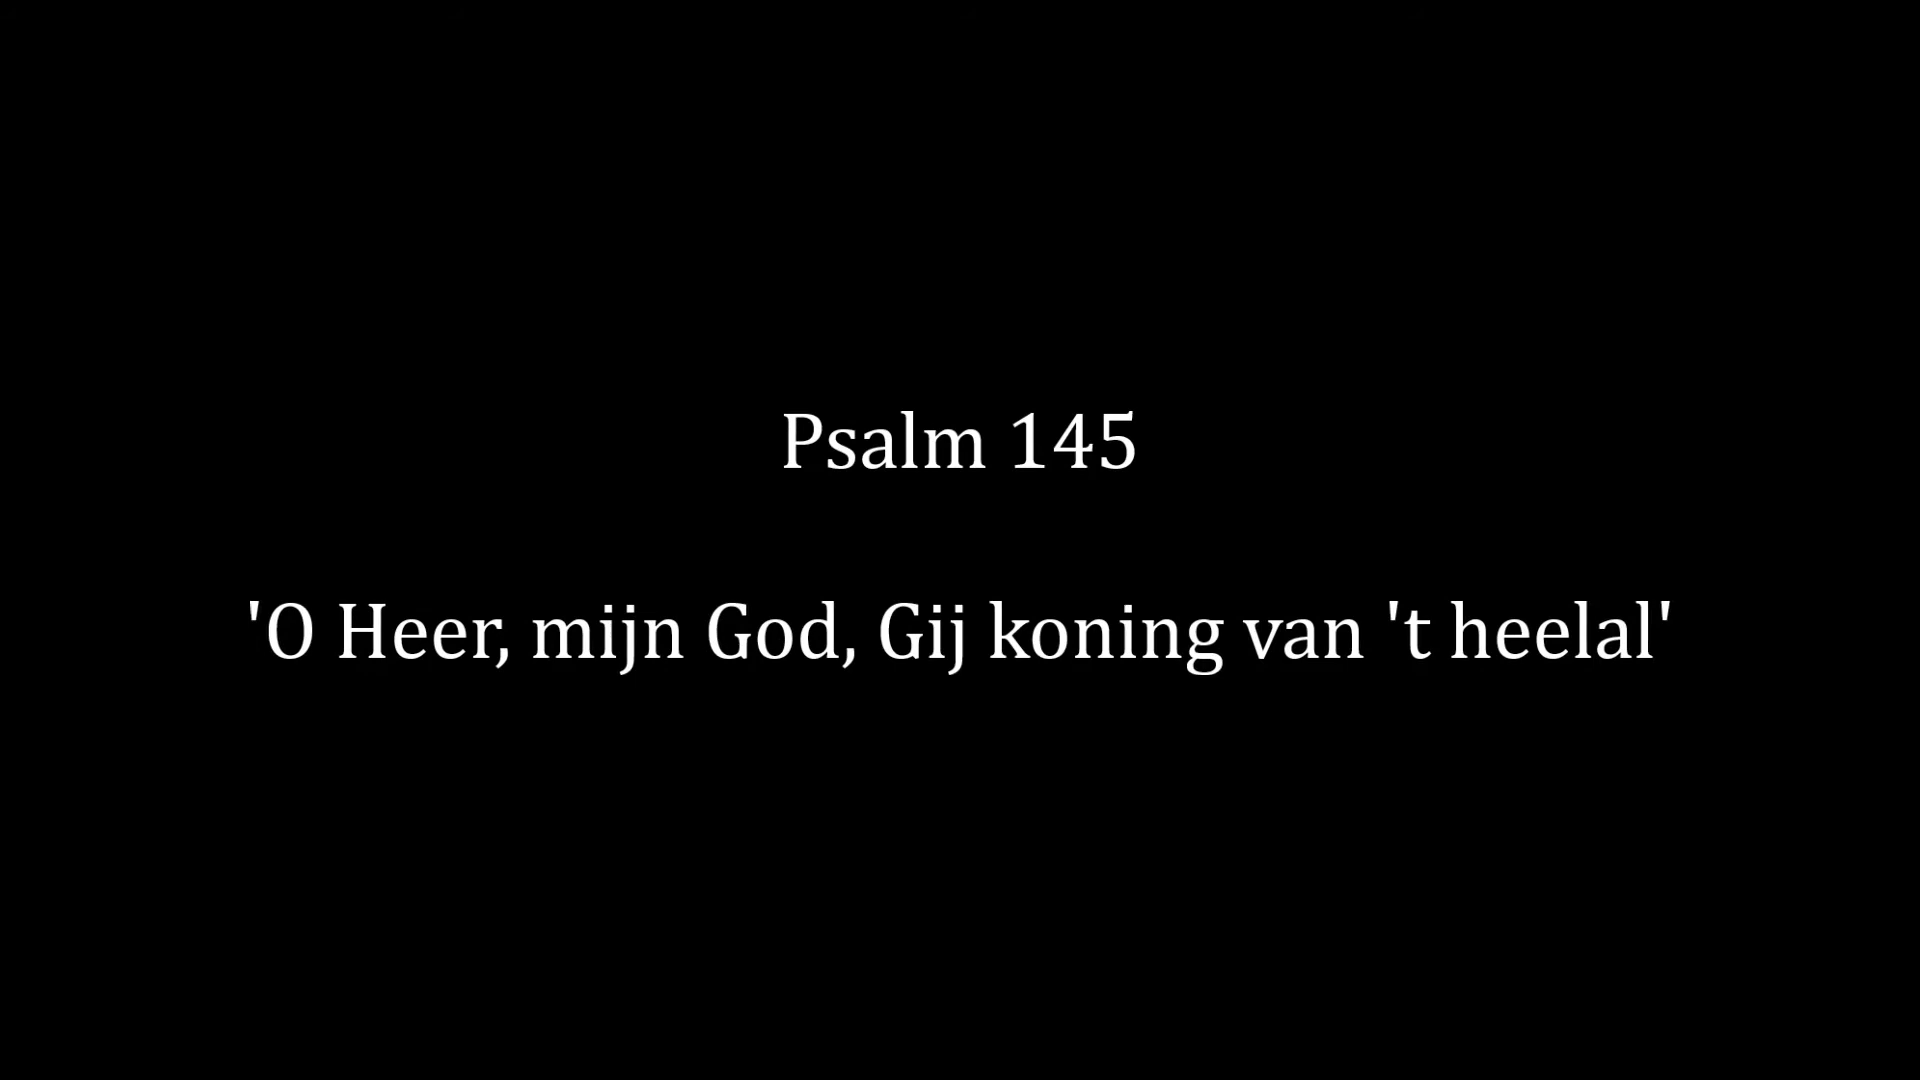 Psalm 145
'O Heer, mijn God, Gij koning van 't heelal'